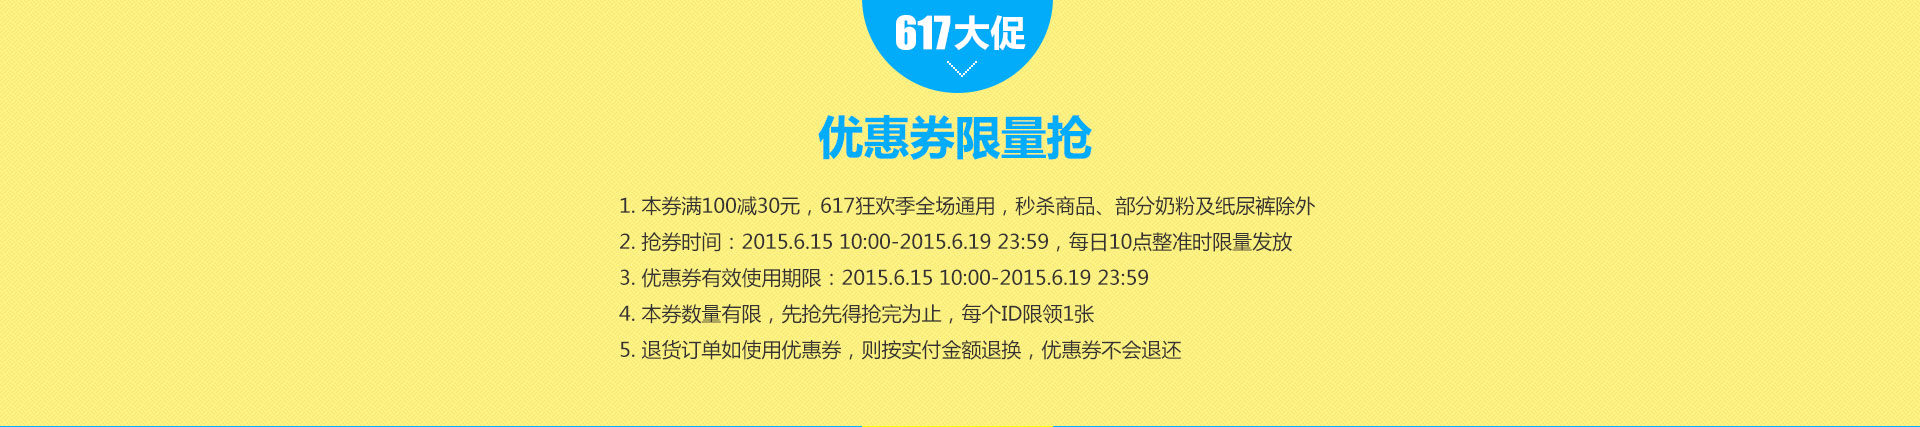 617大促
优惠券限量抢
1. 本券满100减30元，617狂欢季全场通用，秒杀商品、部分奶粉及纸尿裤除外
2. 抢券时间：2015.6.15 10:00-2015.6.19 23:59，每日10点整准时限量发放
3. 优惠券有效使用期限：2015.6.15 10:00-2015.6.19 23:59
4. 本券数量有限，先抢先得抢完为止，每个ID限领1张
5. 退货订单如使用优惠券，则按实付金额退换，优惠券不会退还